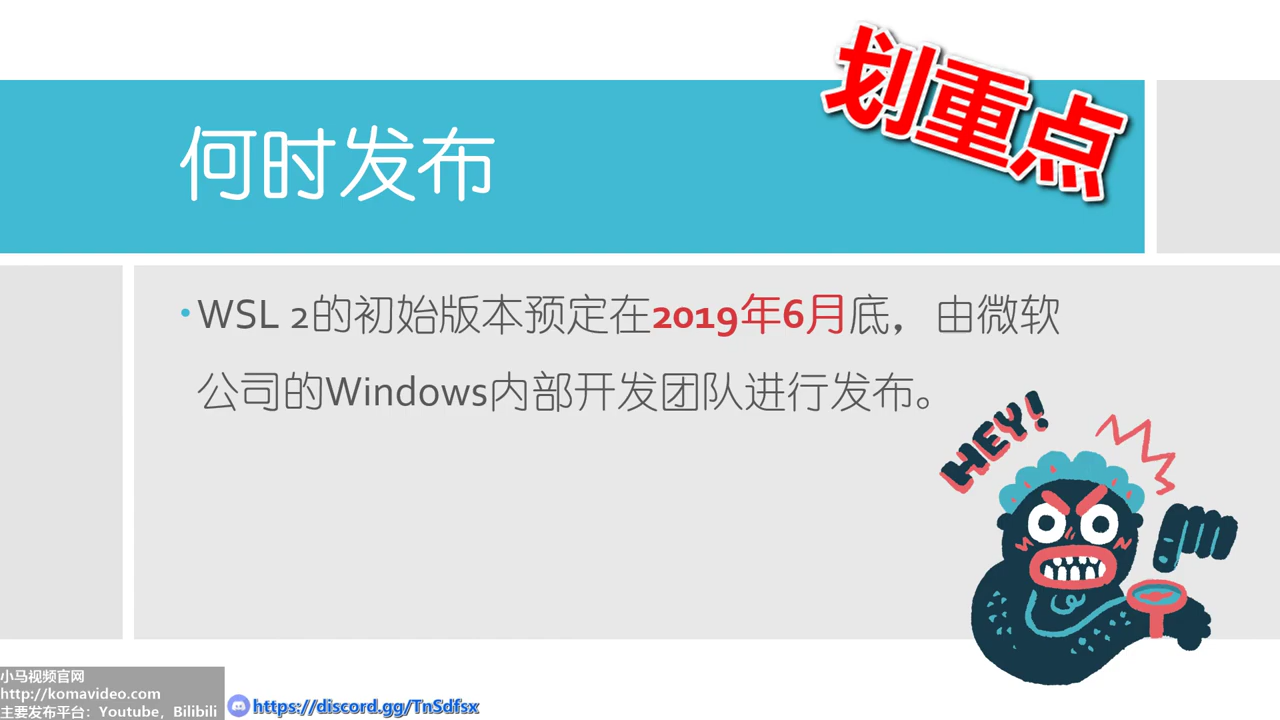 划重点
何时发布
•WSL 2的初始版本预定在2019年6月底，由微软
公司的Windows内部开发团队进行发布。
HEY!
小马视频官网
http://komavideo.com
主要发布平台：Youtube，Bilibili
https://discord.gg/TnSdfsx